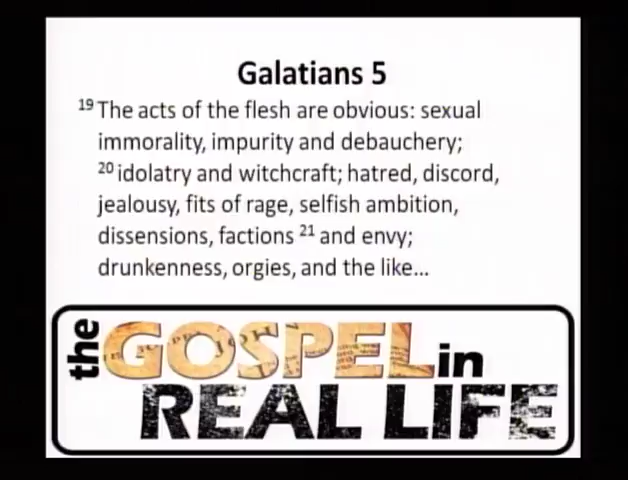 Galatians 5
19 The acts of the flesh are obvious: sexual
immorality, impurity and debauchery;
20 idolatry and witchcraft; hatred, discord,
jealousy, fits of rage, selfish ambition,
dissensions, factions 21 and envy;
drunkenness, orgies, and the like...
the GOSPEL in
REAL LIFE